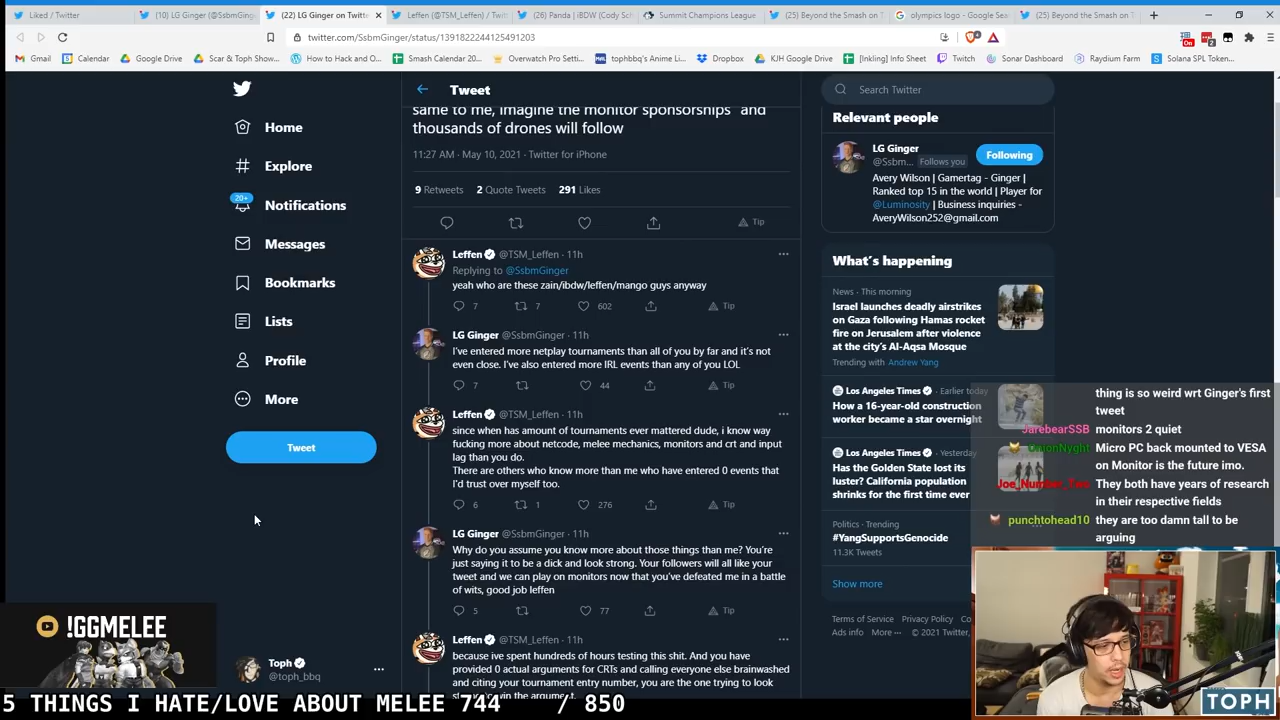 Liked / Twitter
(10) LG Ginger (@SsbmGing
(22) LG Ginger on Twitte
Leffen (@TSM_Leffen) / Twit
(26) Panda | iBDW (Cody Sch
Summit Champions League
(25) Beyond the Smash on T
olympics logo - Google Sea
(25) Beyond the Smash on T
twitter.com/SsbmGinger/status/1391822244125491203
Gmail
Calendar
Google Drive
Scar & Toph Show...
How to Hack and O...
Smash Calendar 20...
Overwatch Pro Setti...
tophbbq's Anime Li...
Dropbox
KJH Google Drive
[Inkling] Info Sheet
Twitch
Sonar Dashboard
Raydium Farm
Solana SPL Token...
Home
Explore
20+
Notifications
Messages
Bookmarks
Lists
Profile
More
Tweet
Toph
@toph_bbq
Tweet
same to me, imagine the monitor sponsorships" and
thousands of drones will follow
11:27 AM · May 10, 2021 · Twitter for iPhone
9 Retweets 2 Quote Tweets 291 Likes
Tip
Leffen @TSM_Leffen · 11h
Replying to @SsbmGinger
yeah who are these zain/ibdw/leffen/mango guys anyway
7 7 602 Tip
LG Ginger @SsbmGinger · 11h
I've entered more netplay tournaments than all of you by far and it's not
even close. I've also entered more IRL events than any of you LOL
7 44 Tip
Leffen @TSM_Leffen · 11h
since when has amount of tournaments ever mattered dude, i know way
fucking more about netcode, melee mechanics, monitors and crt and input
lag than you do.
There are others who know more than me who have entered 0 events that
I'd trust over myself too.
6 1 276 Tip
LG Ginger @SsbmGinger · 11h
Why do you assume you know more about those things than me? You're
just saying it to be a dick and look strong. Your followers will all like your
tweet and we can play on monitors now that you've defeated me in a battle
of wits, good job leffen
5 77 Tip
Leffen @TSM_Leffen · 11h
because ive spent hundreds of hours testing this shit. And you have
provided 0 actual arguments for CRTs and calling everyone else brainwashed
and citing your tournament entry number, you are the one trying to look
Search Twitter
Relevant people
LG Ginger
@Ssbm... Follows you
Following
Avery Wilson | Gamertag - Ginger |
Ranked top 15 in the world | Player for
@Luminosity | Business inquiries -
AveryWilson252@gmail.com
What's happening
News · This morning
Israel launches deadly airstrikes
on Gaza following Hamas rocket
fire on Jerusalem after violence
at the city's Al-Aqsa Mosque
Trending with Andrew Yang
Los Angeles Times · Earlier today
How a 16-year-old construction
worker became a star overnight
Los Angeles Times · Yesterday
Has the Golden State lost its
luster? California population
shrinks for the first time ever
Politics · Trending
#YangSupportsGenocide
11.3K Tweets
Show more
Terms of Service Privacy Policy Co
Ad info More ··· © 2021 Twitter,
thing is so weird wrt Ginger's first
tweet
JarebearSSB monitors 2 quiet
OrionNyght Micro PC back mounted to VESA
on Monitor is the future imo.
Joe_Number_Two They both have years of research
in their respective fields
punchtohead10 they are too damn tall to be
arguing
!GGMELEE
5 THINGS I HATE/LOVE ABOUT MELEE 744 / 850
TOPH